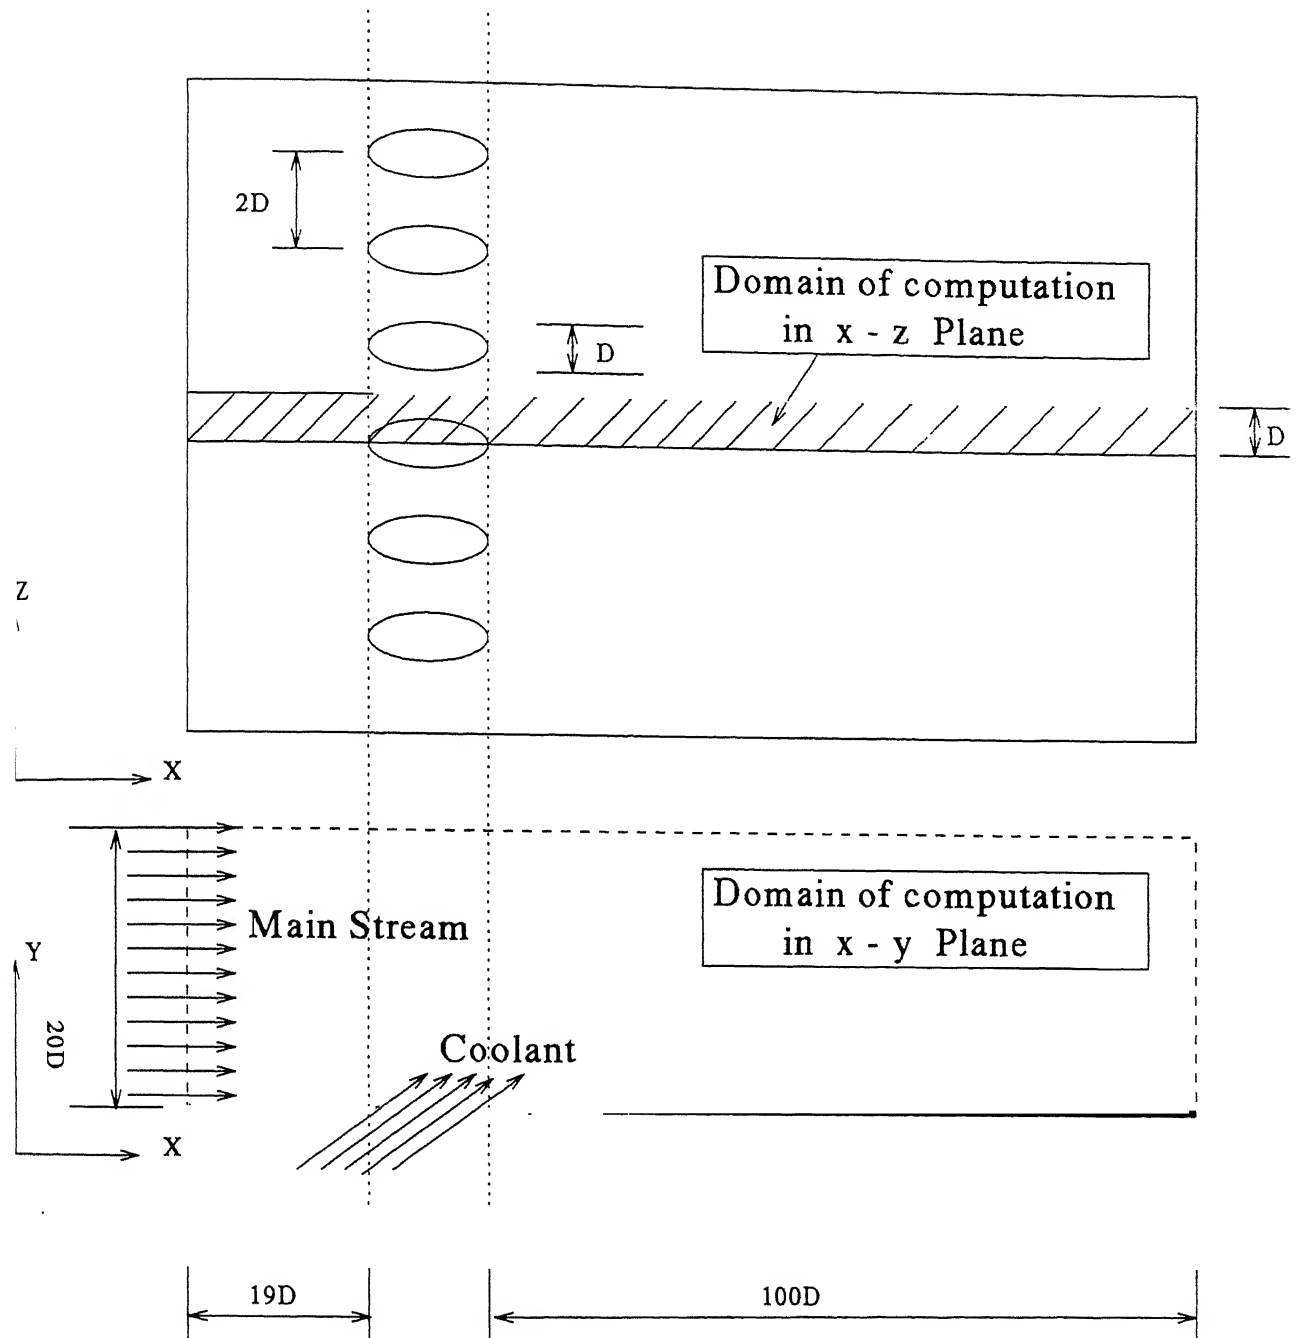 2D
Domain of computation
in x - z Plane
D
D
Z
X
Main Stream
Domain of computation
in x - y Plane
Y
20D
Coolant
X
19D
100D